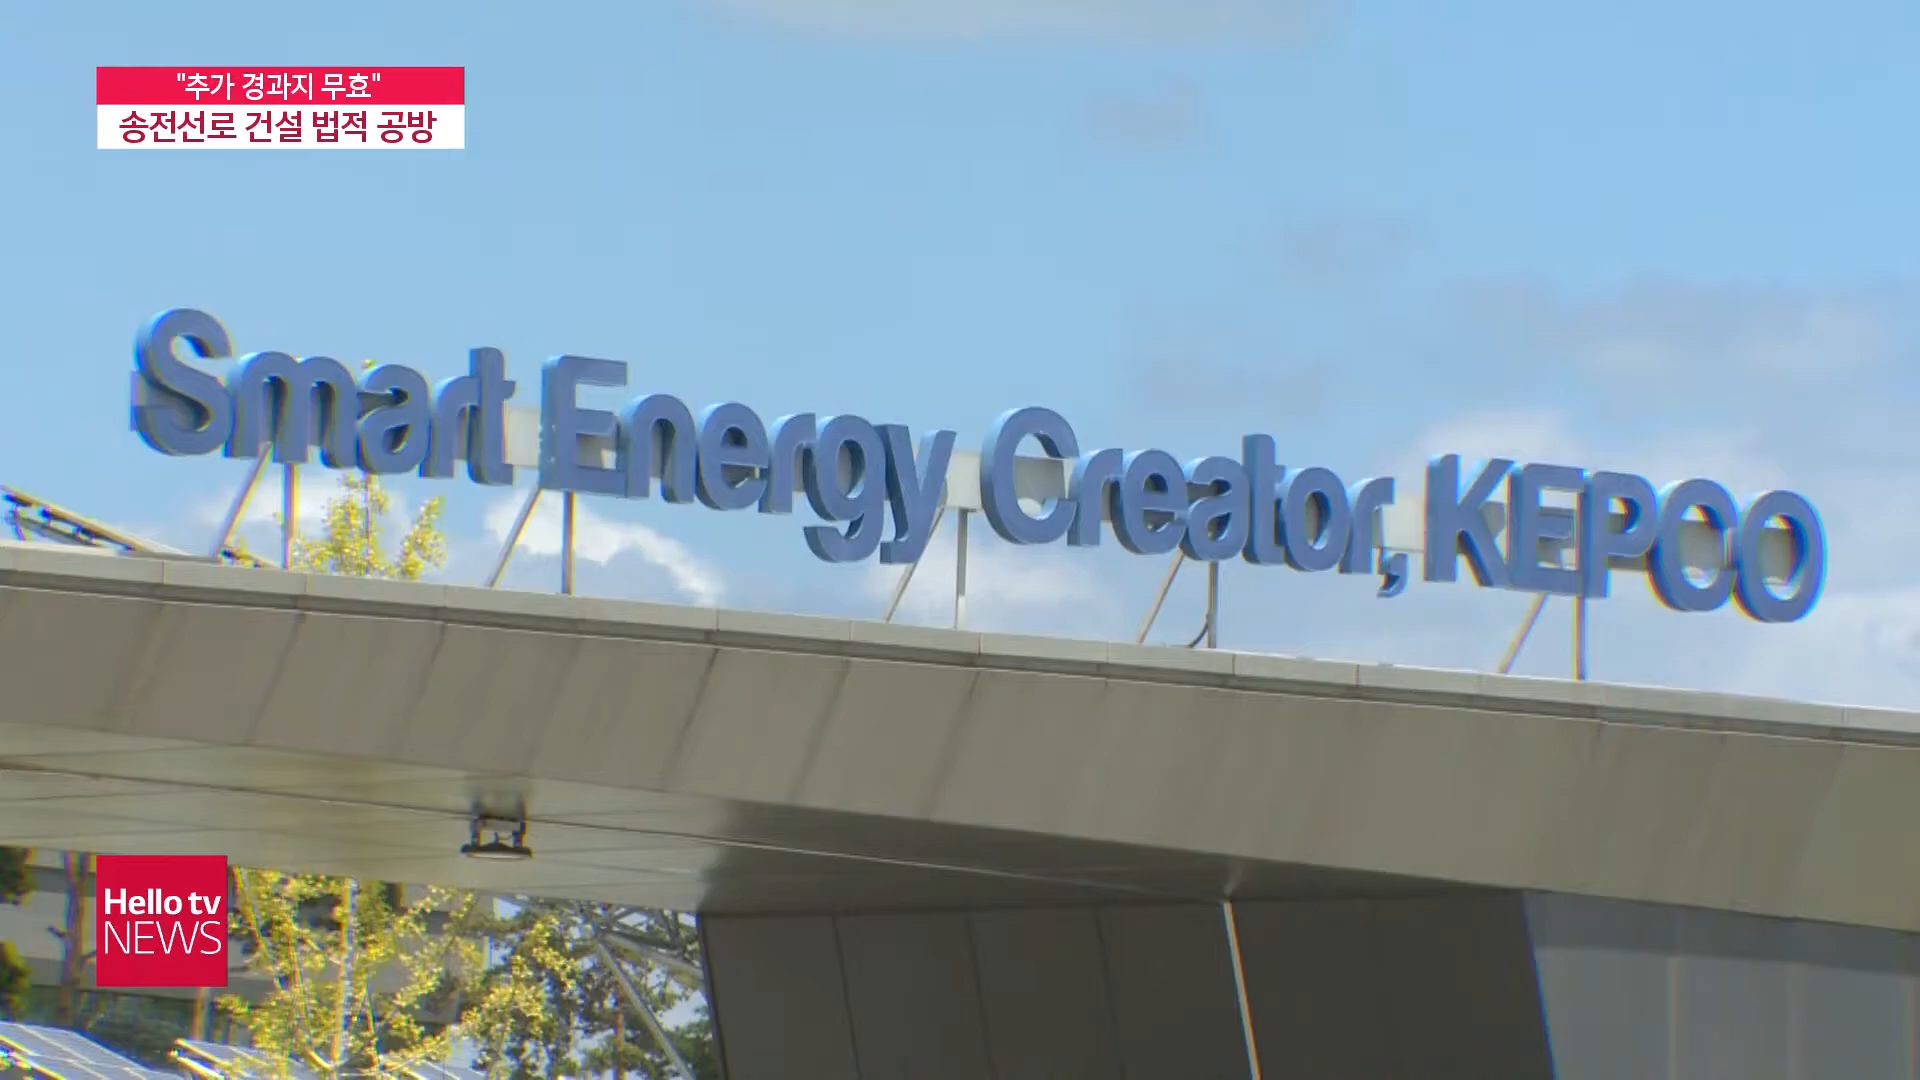 "추가 경과지 무효"
송전선로 건설 법적 공방
Smart Energy Creator, KEPCO
Hello tv
NEWS